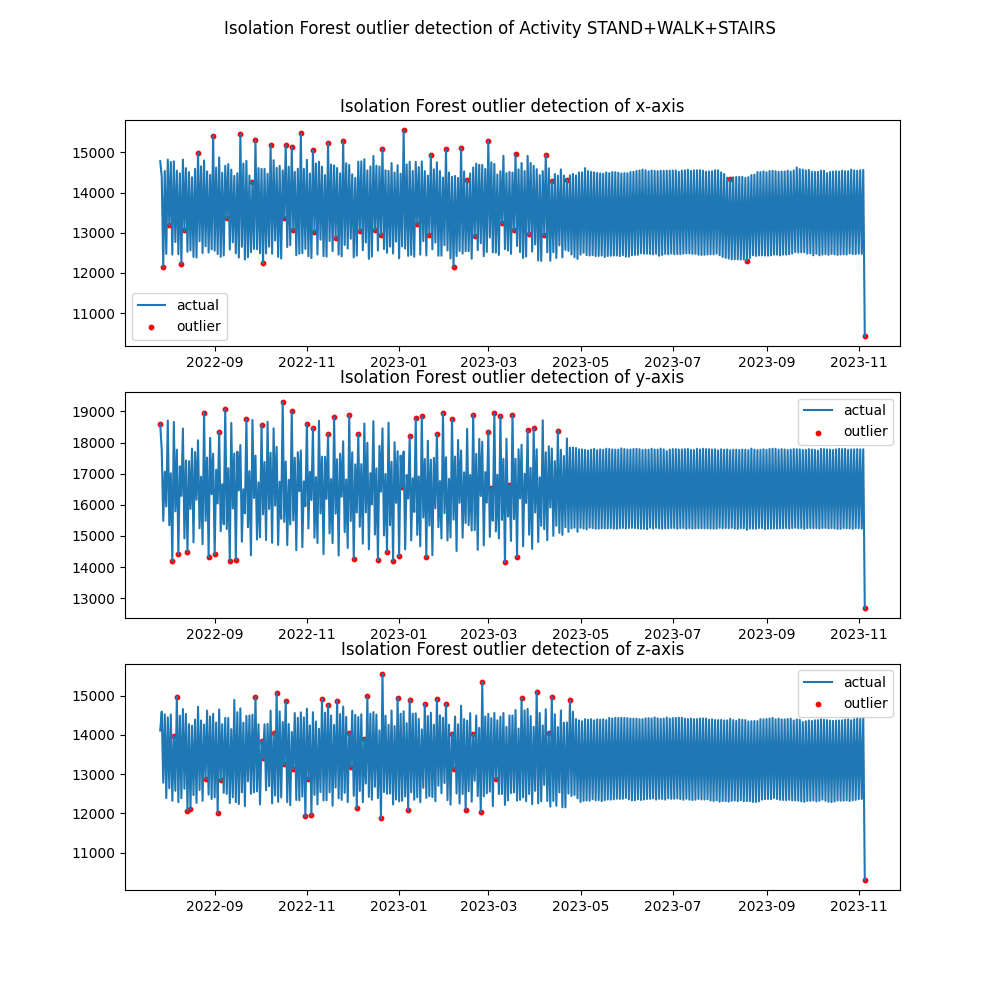 Isolation Forest outlier detection of Activity STAND+WALK+STAIRS
Isolation Forest outlier detection of x-axis
15000
14000
13000
12000
11000
actual
outlier
2022-09 2022-11 2023-01 2023-03 2023-05 2023-07 2023-09 2023-11
Isolation Forest outlier detection of y-axis
19000
18000
17000
16000
15000
14000
13000
actual
outlier
2022-09 2022-11 2023-01 2023-03 2023-05 2023-07 2023-09 2023-11
Isolation Forest outlier detection of z-axis
15000
14000
13000
12000
11000
actual
outlier
2022-09 2022-11 2023-01 2023-03 2023-05 2023-07 2023-09 2023-11